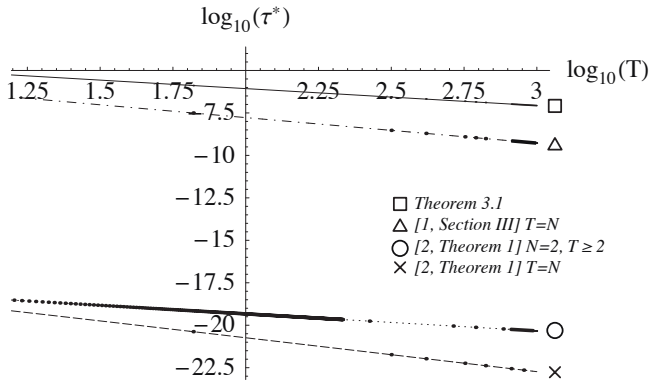 log₁₀(τ*)
log₁₀(T)
1.25 1.5 1.75 2.25 2.5 2.75 3
−7.5
−10
−12.5
−15
−17.5
−20
−22.5
Theorem 3.1
[1, Section III] T=N
[2, Theorem 1] N=2, T ≥ 2
[2, Theorem 1] T=N